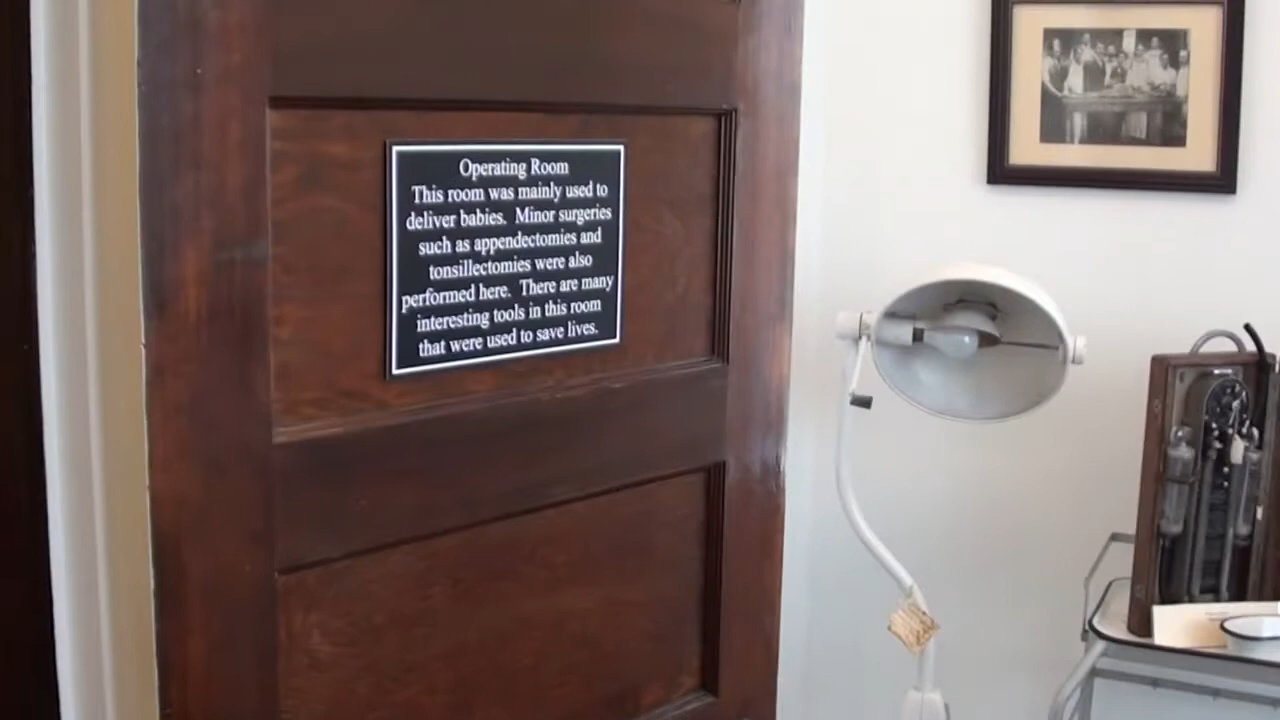 Operating Room
This room was mainly used to
deliver babies. Minor surgeries
such as appendectomies and
tonsillectomies were also
performed here. There are many
interesting tools in this room
that were used to save lives.